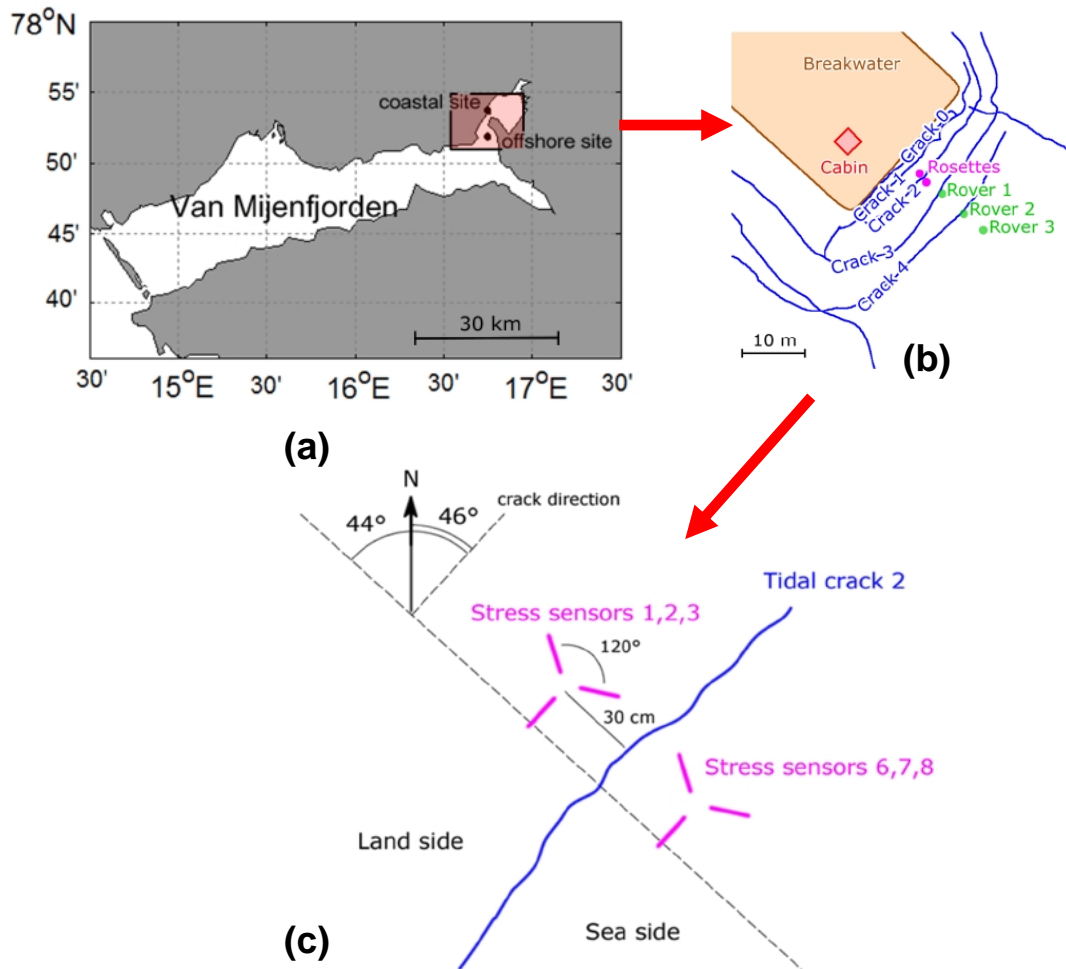 78°N
55'
50'
45'
40'
coastal site
offshore site
Van Mijenfjorden
30 km
30'
15°E
30'
16°E
30'
17°E
30'
(a)
Breakwater
Cabin
Crack-0
Crack-1
Crack-2
Rosettes
Rover 1
Rover 2
Rover 3
Crack-3
Crack-4
10 m
(b)
N
44°
46°
crack direction
Tidal crack 2
Stress sensors 1,2,3
120°
30 cm
Stress sensors 6,7,8
Land side
Sea side
(c)